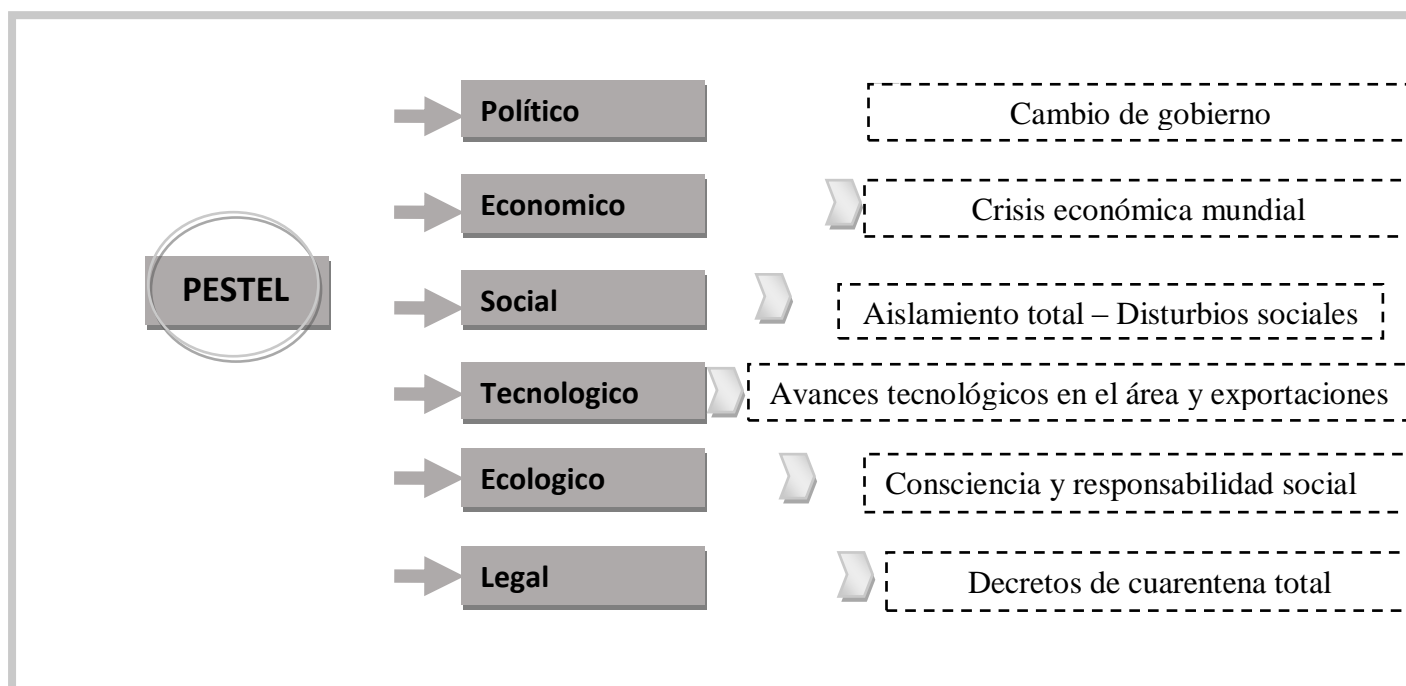 Político
Cambio de gobierno
Economico
Crisis económica mundial
PESTEL
Social
Aislamiento total – Disturbios sociales
Tecnologico
Avances tecnológicos en el área y exportaciones
Ecologico
Consciencia y responsabilidad social
Legal
Decretos de cuarentena total